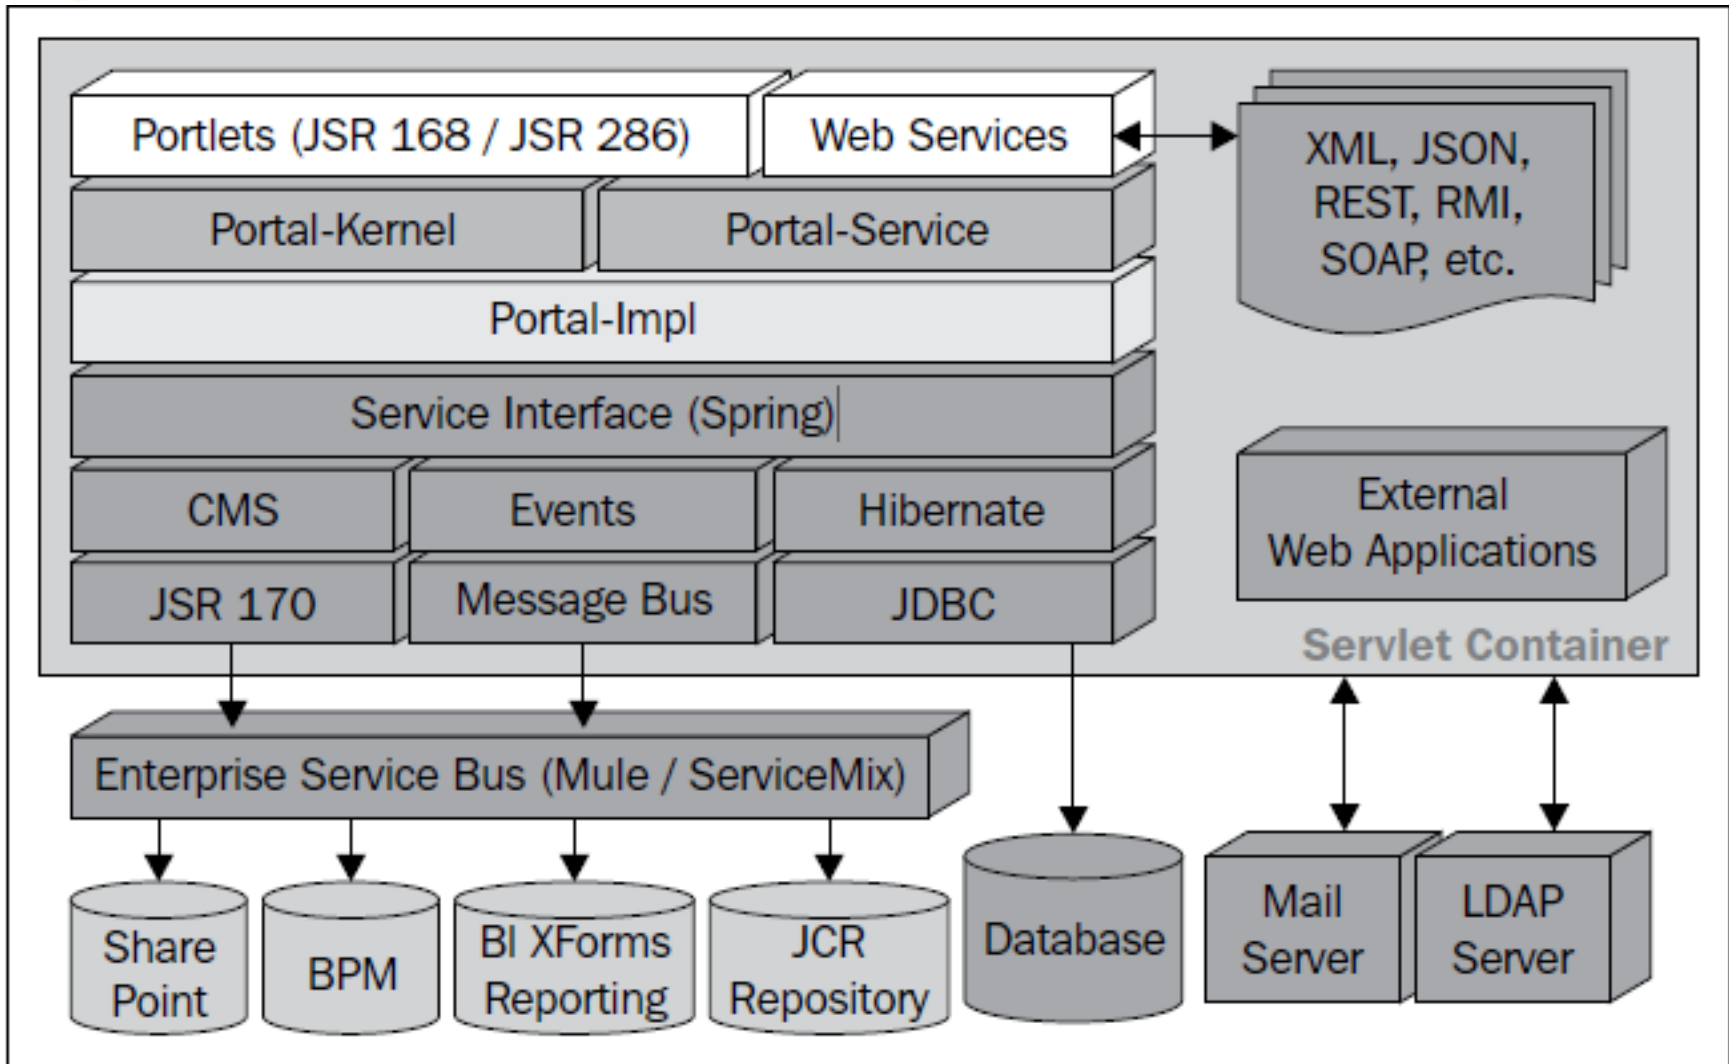 Portlets (JSR 168 / JSR 286)
Web Services
XML, JSON,
REST, RMI,
SOAP, etc.
Portal-Kernel
Portal-Service
Portal-Impl
Service Interface (Spring)
CMS
Events
Hibernate
External
Web Applications
JSR 170
Message Bus
JDBC
Servlet Container
Enterprise Service Bus (Mule / ServiceMix)
Share
Point
BPM
BI XForms
Reporting
JCR
Repository
Database
Mail
Server
LDAP
Server